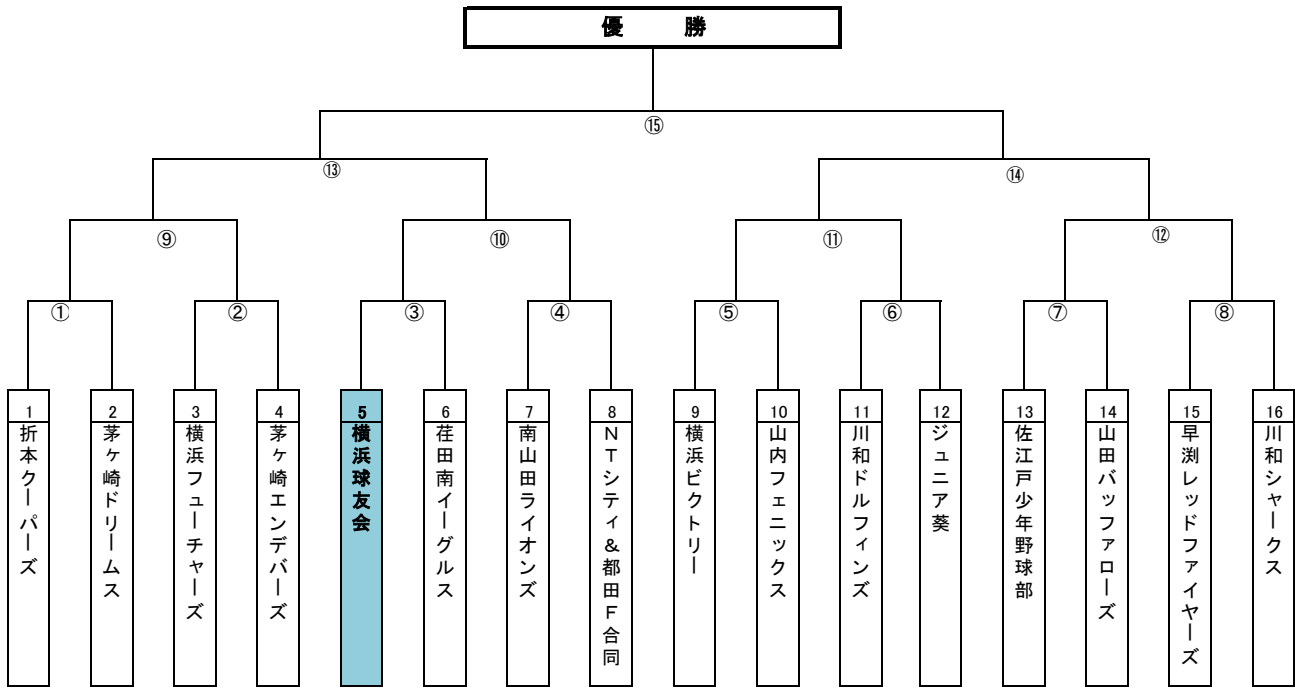 優　　勝
⑮
⑬
⑭
⑨
⑩
⑪
⑫
①
②
③
④
⑤
⑥
⑦
⑧
1
折本クーパーズ
2
茅ヶ崎ドリームス
3
横浜フューチャーズ
4
茅ヶ崎エンデバーズ
5
横浜球友会
6
荏田南イーグルス
7
南山田ライオンズ
8
NTシティ&都田F合同
9
横浜ビクトリー
10
山内フェニックス
11
川和ドルフィンズ
12
ジュニア葵
13
佐江戸少年野球部
14
山田バッファローズ
15
早渕レッドファイヤーズ
16
川和シャークス